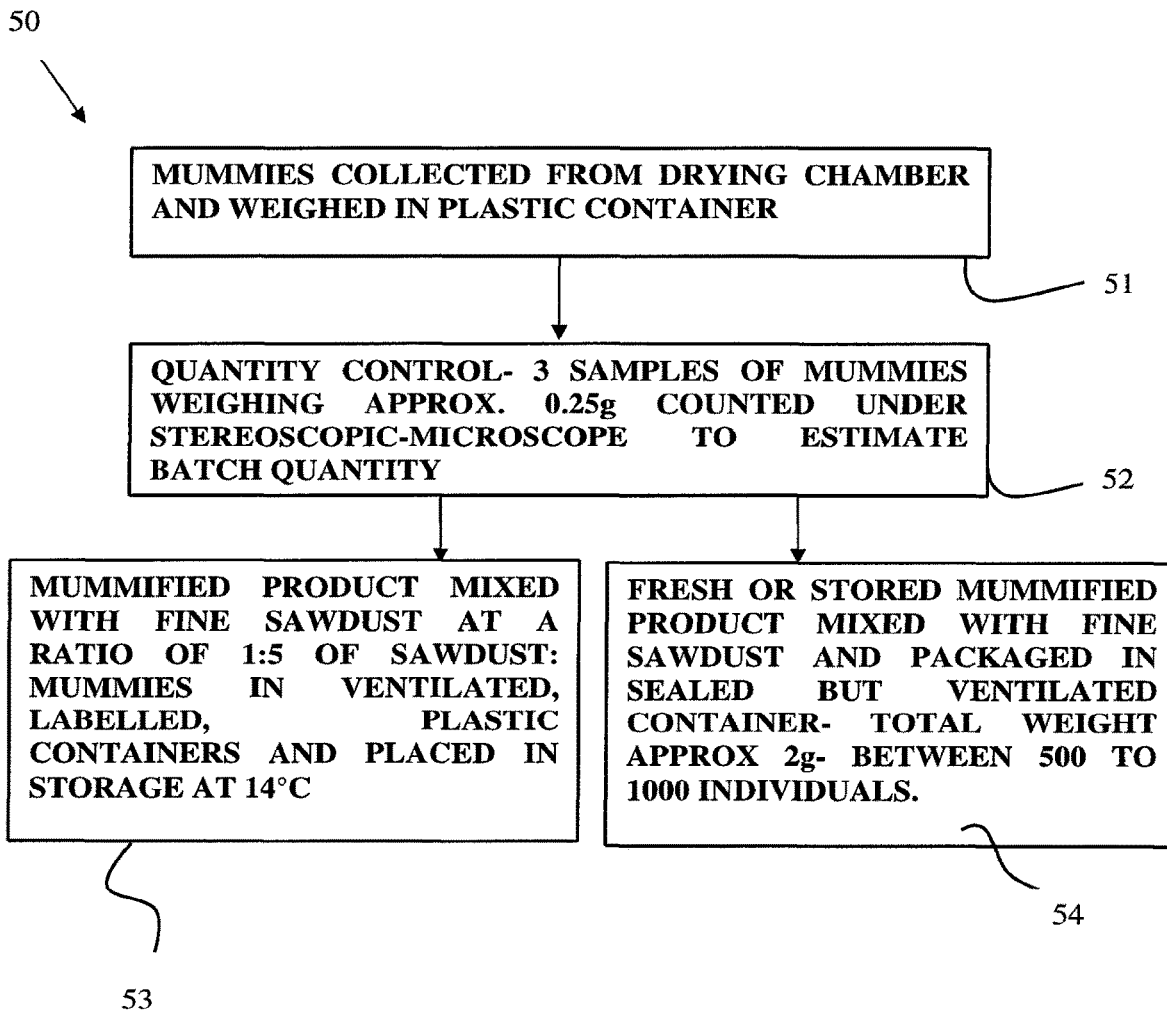 50
MUMMIES COLLECTED FROM DRYING CHAMBER
AND WEIGHED IN PLASTIC CONTAINER
51
QUANTITY CONTROL- 3 SAMPLES OF MUMMIES
WEIGHING APPROX. 0.25g COUNTED UNDER
STEREOSCOPIC-MICROSCOPE TO ESTIMATE
BATCH QUANTITY
52
MUMMIFIED PRODUCT MIXED
WITH FINE SAWDUST AT A
RATIO OF 1:5 OF SAWDUST:
MUMMIES IN VENTILATED,
LABELLED, PLASTIC
CONTAINERS AND PLACED IN
STORAGE AT 14°C
53
FRESH OR STORED MUMMIFIED
PRODUCT MIXED WITH FINE
SAWDUST AND PACKAGED IN
SEALED BUT VENTILATED
CONTAINER- TOTAL WEIGHT
APPROX 2g- BETWEEN 500 TO
1000 INDIVIDUALS.
54